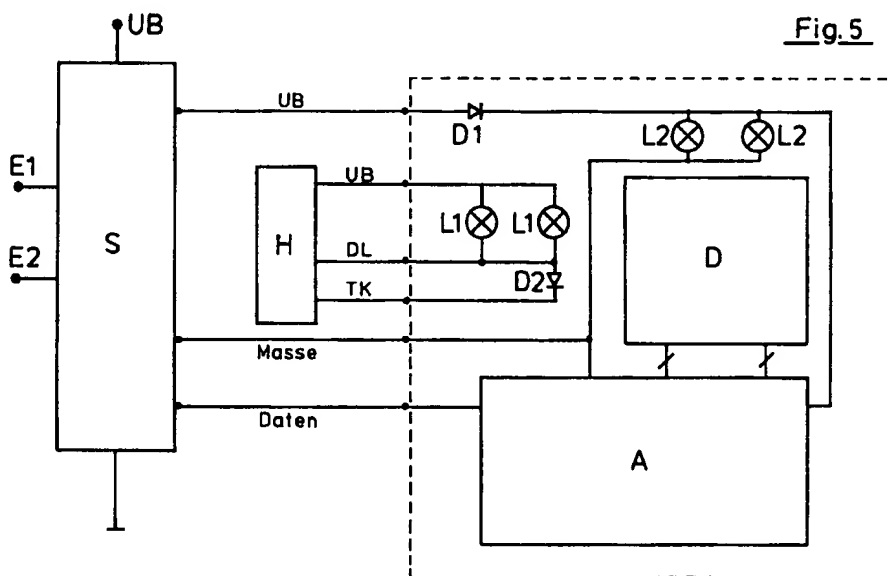 UB
Fig. 5
UB
D1
L2
L2
E1
UB
S
H
L1
L1
D
E2
DL
D2
TK
Masse
Daten
A